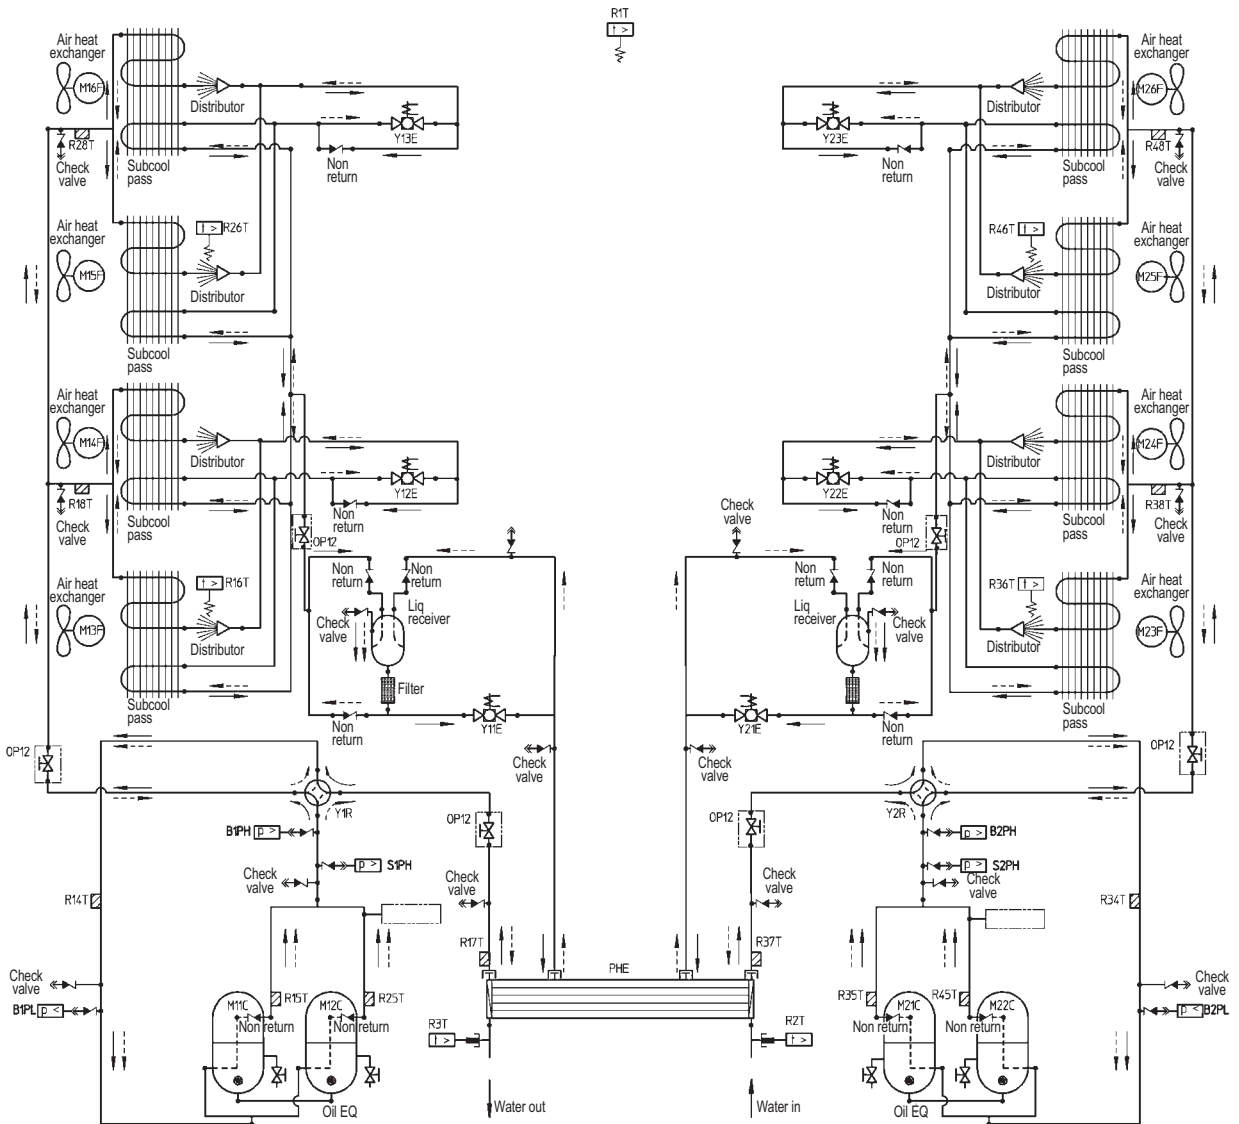 R1T
t >
Air heat
exchanger
M16F
Distributor
R28T
Check
valve
Subcool
pass
Y13E
Non
return
Air heat
exchanger
M26F
Distributor
R48T
Check
valve
Subcool
pass
Y23E
Non
return
Air heat
exchanger
M15F
t >
R26T
Distributor
Subcool
pass
Air heat
exchanger
M25F
R46T
t >
Distributor
Subcool
pass
Air heat
exchanger
M14F
Distributor
R18T
Check
valve
Subcool
pass
Y12E
Non
return
OP12
Air heat
exchanger
M24F
Distributor
R38T
Check
valve
Subcool
pass
Y22E
Non
return
OP12
Check
valve
Air heat
exchanger
M13F
t >
R16T
Distributor
Subcool
pass
Non
return
Non
return
Liq
receiver
Check
valve
Filter
Non
return
Y11E
Check
valve
Non
return
Non
return
Liq
receiver
Check
valve
Y21E
Non
return
Check
valve
Air heat
exchanger
M23F
R36T
t >
Distributor
Subcool
pass
OP12
Y1R
OP12
B1PH
p >
p >
S1PH
Check
valve
Check
valve
R14T
R17T
Check
valve
B1PL
p <
M11C
R15T
Non return
M12C
R25T
Non return
Oil EQ
PHE
R3T
t >
R2T
t >
Water out
Water in
OP12
Y2R
OP12
p >
B2PH
p >
S2PH
Check
valve
Check
valve
R34T
R37T
R35T
M21C
Non return
R45T
M22C
Non return
Oil EQ
Check
valve
p <
B2PL